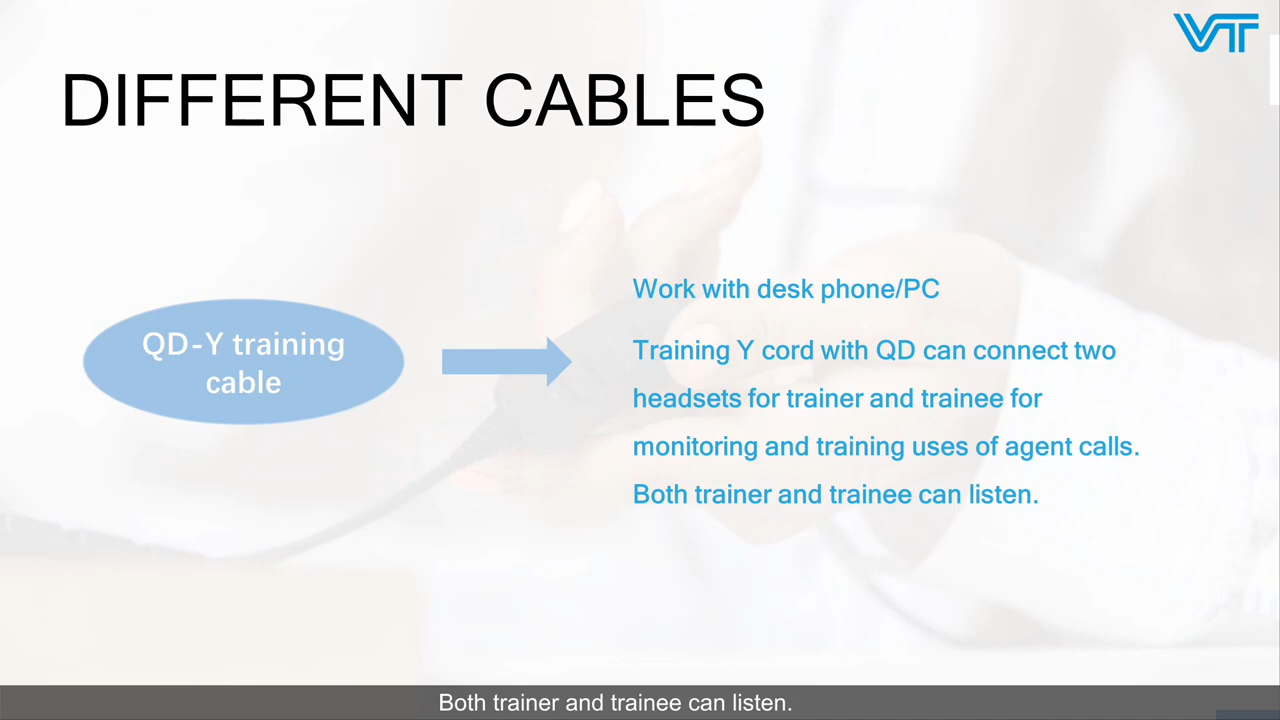 VT
DIFFERENT CABLES
QD-Y training
cable
Work with desk phone/PC
Training Y cord with QD can connect two
headsets for trainer and trainee for
monitoring and training uses of agent calls.
Both trainer and trainee can listen.
Both trainer and trainee can listen.